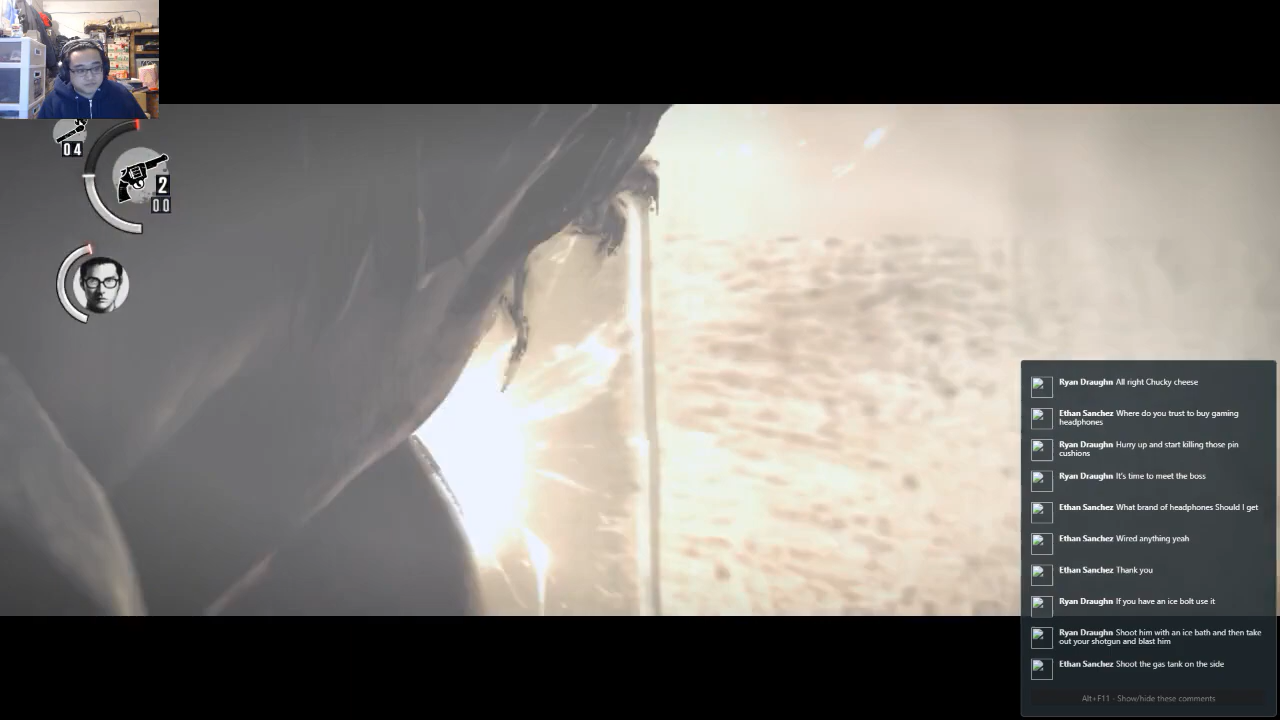 04
2
00
Ryan Draughn All right Chucky cheese
Ethan Sanchez Where do you trust to buy gaming
headphones
Ryan Draughn Hurry up and start killing those pin
cushions
Ryan Draughn It's time to meet the boss
Ethan Sanchez What brand of headphones Should I get
Ethan Sanchez Wired anything yeah
Ethan Sanchez Thank you
Ryan Draughn If you have an ice bolt use it
Ryan Draughn Shoot him with an ice bath and then take
out your shotgun and blast him
Ethan Sanchez Shoot the gas tank on the side
Alt+F11 - Show/hide these comments